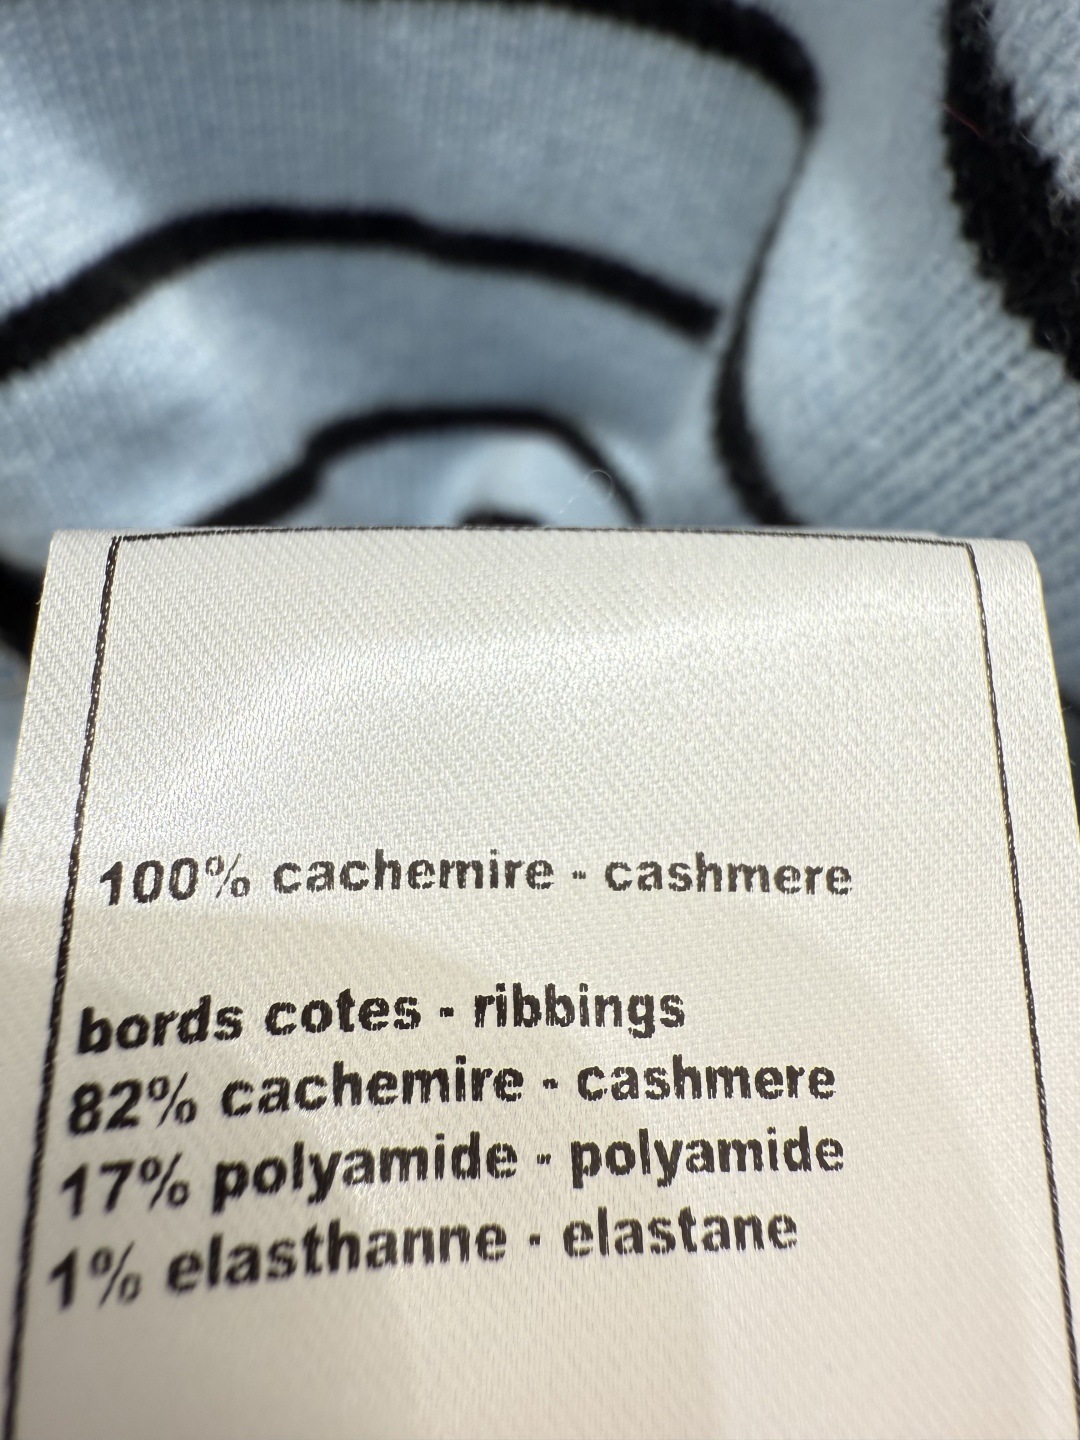 100% cachemire - cashmere
bords cotes - ribbings
82% cachemire - cashmere
17% polyamide - polyamide
1% elasthanne - elastane